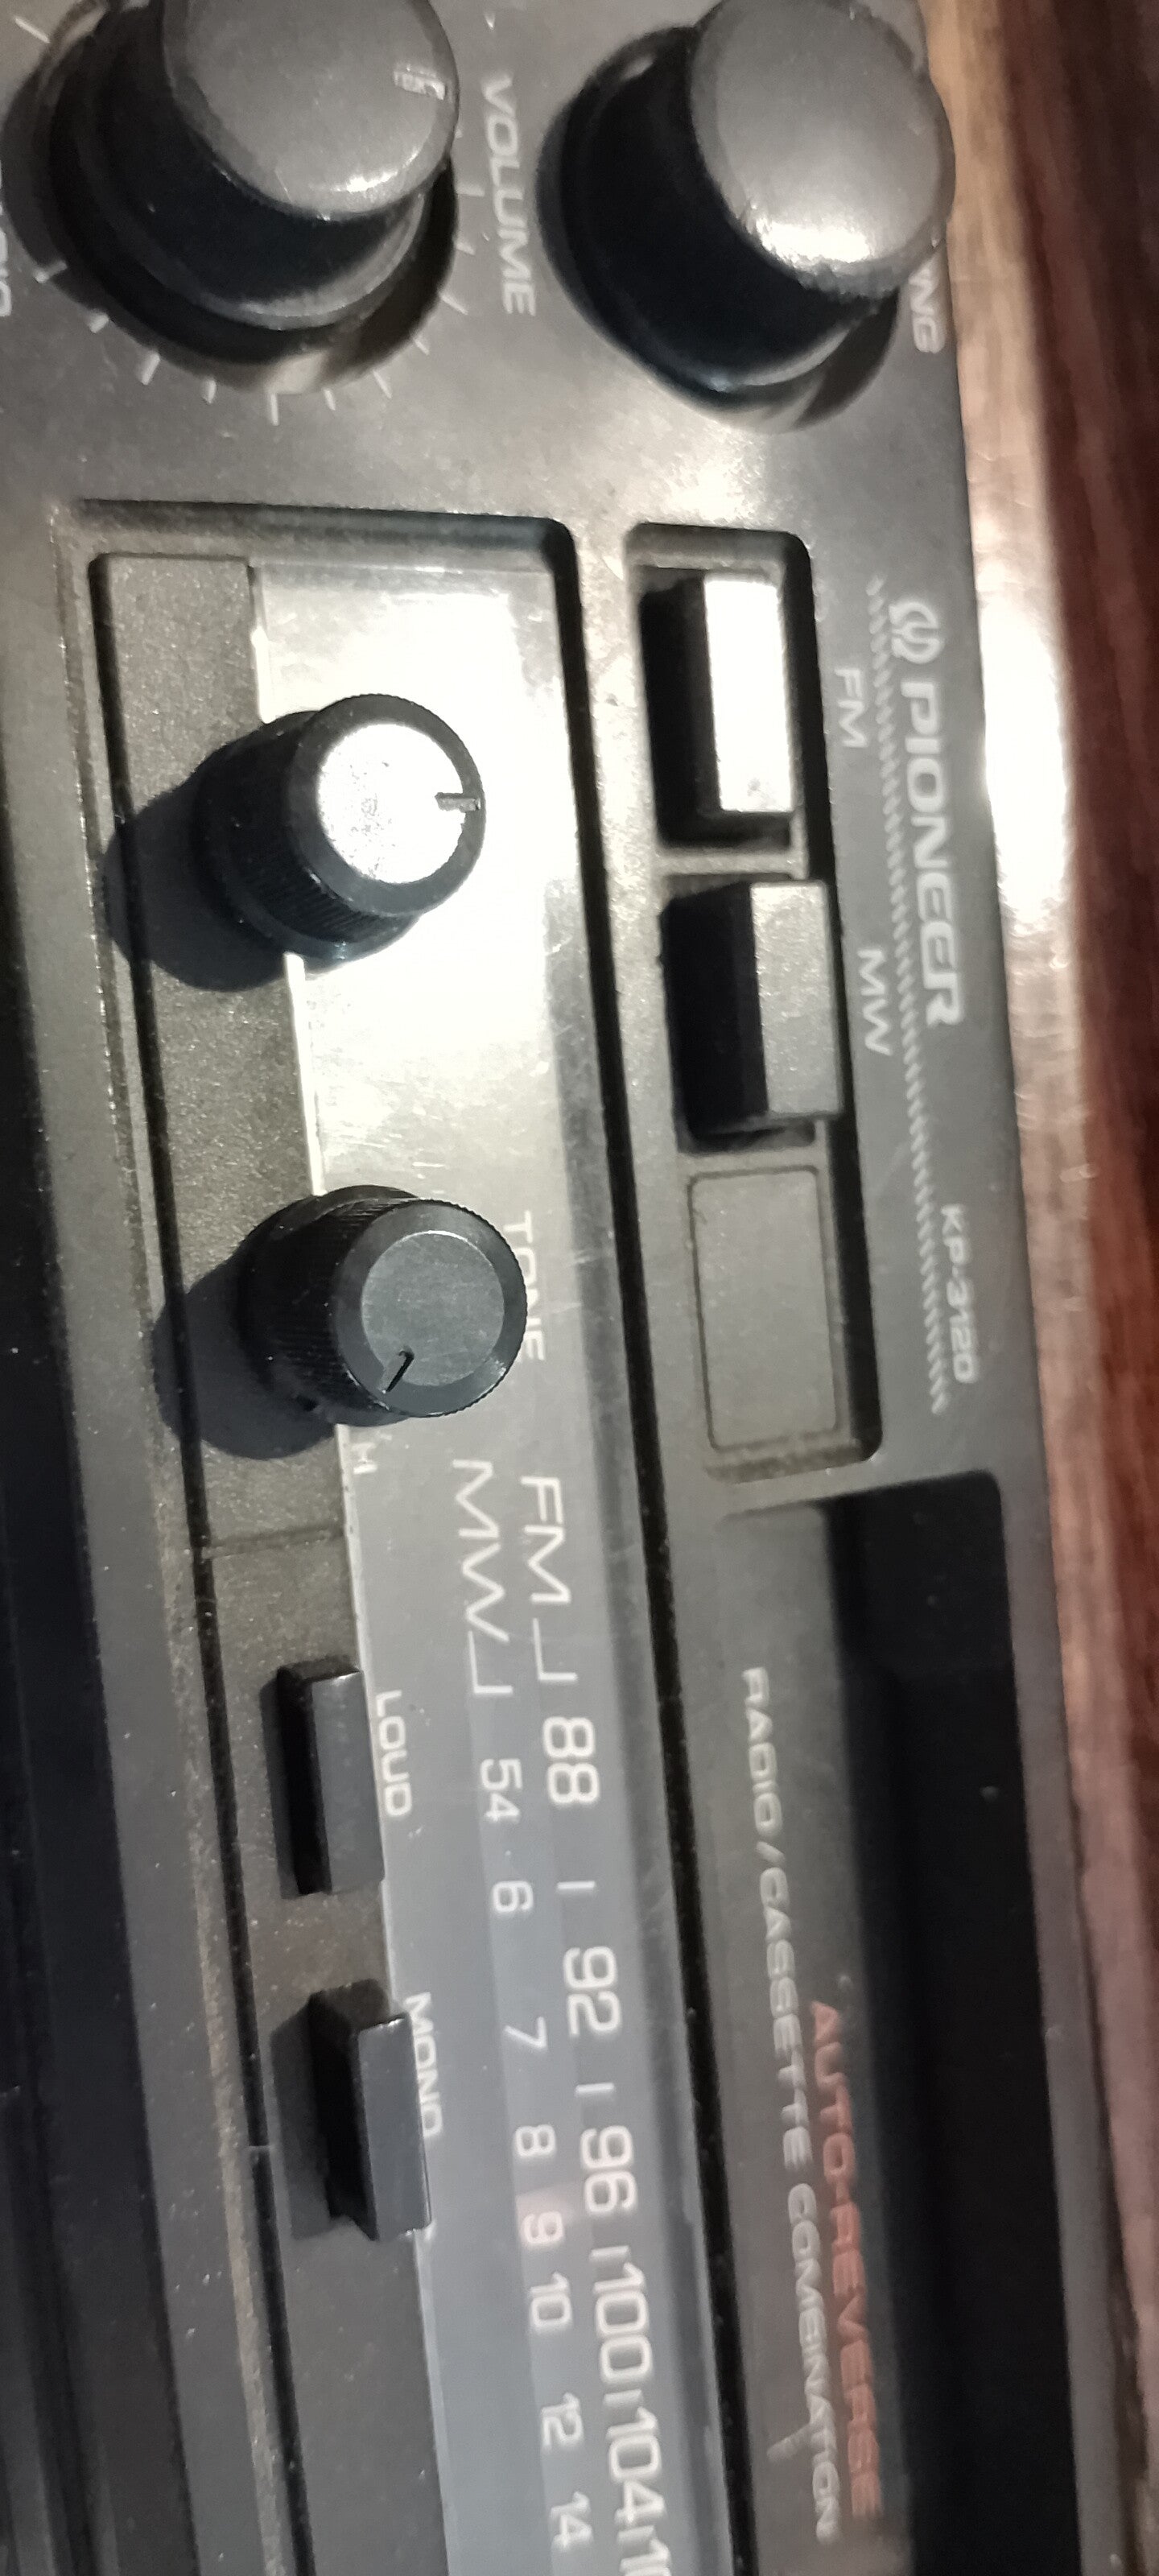 VOLUME
PIONEER
KP-3120
FM
MW
TONE
H
FM 88 92 96 100 104
MW 54 6 7 8 9 10 12 14
LOUD
MONO
AUTO-REVERSE
RADIO/CASSETTE COMBINATION